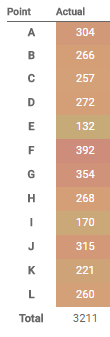 Point Actual
A 304
B 266
C 257
D 272
E 132
F 392
G 354
H 268
I 170
J 315
K 221
L 260
Total 3211